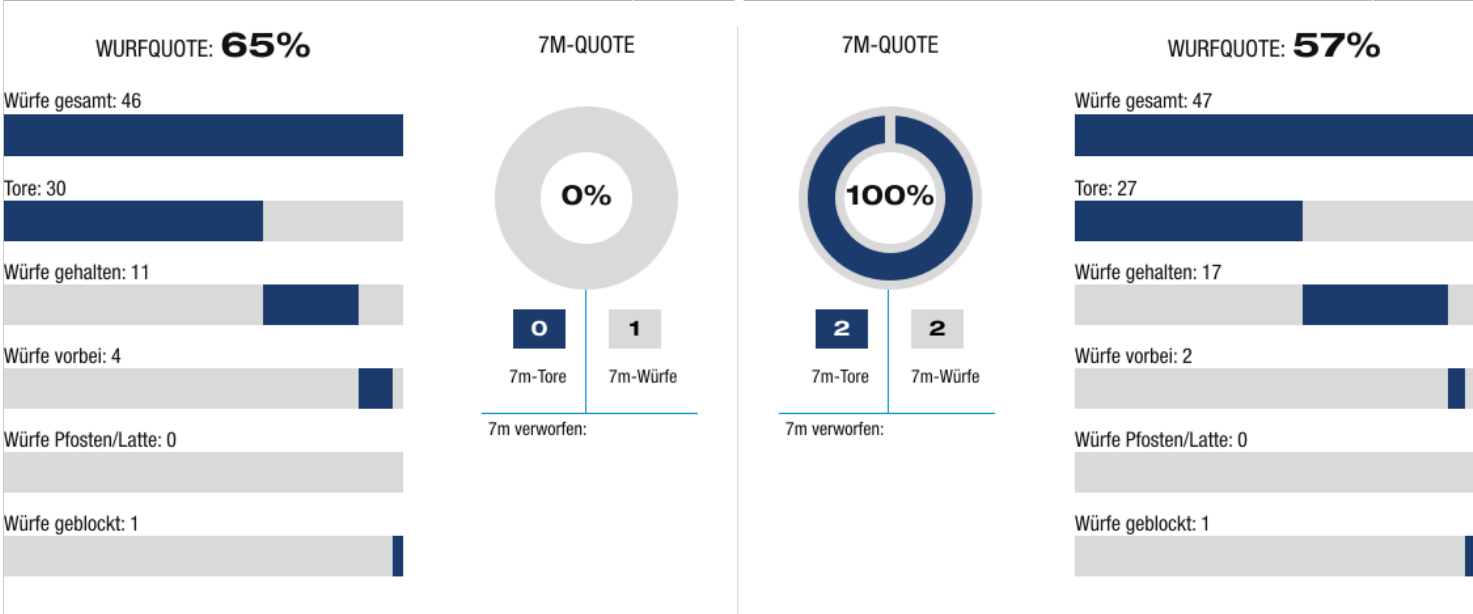 WURFQUOTE: 65%
Würfe gesamt: 46
Tore: 30
Würfe gehalten: 11
Würfe vorbei: 4
Würfe Pfosten/Latte: 0
Würfe geblockt: 1
7M-QUOTE
0%
0 1
7m-Tore 7m-Würfe
7m verworfen:
7M-QUOTE
100%
2 2
7m-Tore 7m-Würfe
7m verworfen:
WURFQUOTE: 57%
Würfe gesamt: 47
Tore: 27
Würfe gehalten: 17
Würfe vorbei: 2
Würfe Pfosten/Latte: 0
Würfe geblockt: 1